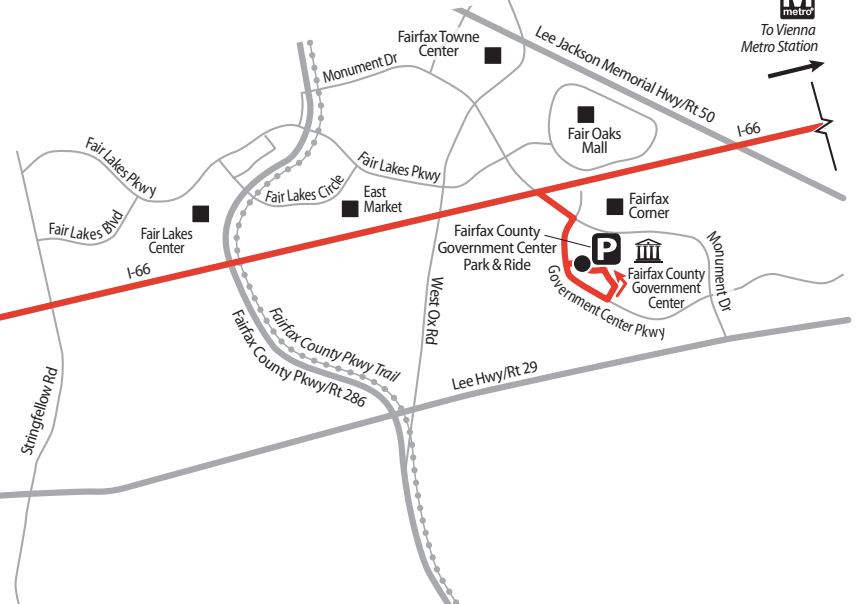 M
metro
To Vienna
Metro Station
Fairfax Towne
Center
Lee Jackson Memorial Hwy/Rt 50
Monument Dr
I-66
Fair Oaks
Mall
Fair Lakes Pkwy
Fair Lakes Pkwy
Fair Lakes Circle
East
Market
Fairfax
Corner
Fair Lakes Blvd
Fair Lakes
Center
Fairfax County
Government Center
Park & Ride
P
Monument Dr
I-66
Fairfax County
Government
Center
Government Center Pkwy
West Ox Rd
Fairfax County Pkwy Trail
Fairfax County Pkwy/Rt 286
Lee Hwy/Rt 29
Stringfellow Rd